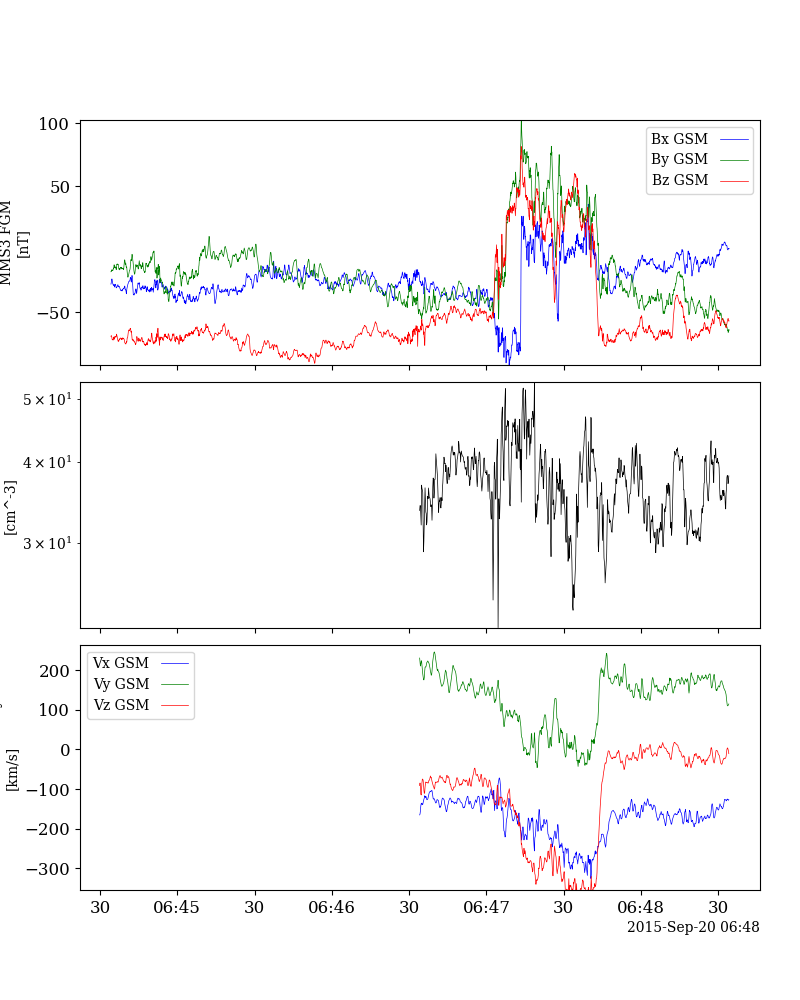 100
50
0
−50
MMS3 FGM
[nT]
Bx GSM
By GSM
Bz GSM
5 × 10¹
4 × 10¹
3 × 10¹
[cm^-3]
200
100
0
−100
−200
−300
[km/s]
Vx GSM
Vy GSM
Vz GSM
30 06:45 30 06:46 30 06:47 30 06:48 30
2015-Sep-20 06:48